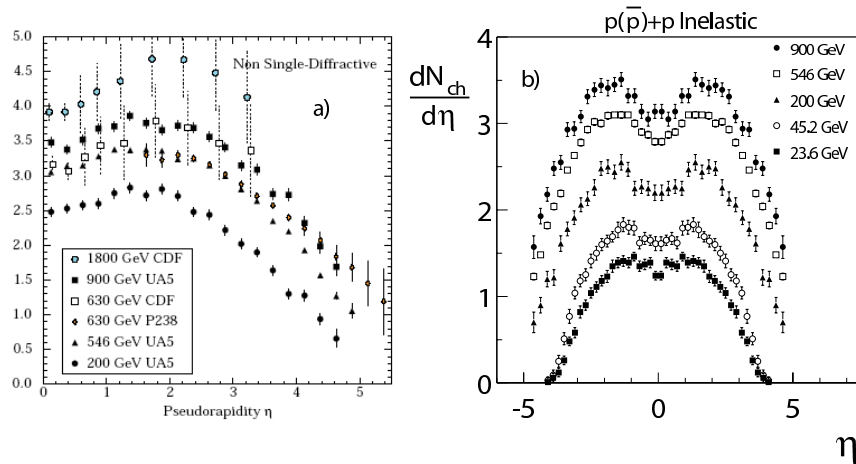 5.0
4.5
4.0
3.5
3.0
2.5
2.0
1.5
1.0
0.5
0.0
Non Single-Diffractive
a)
1800 GeV CDF
900 GeV UA5
630 GeV CDF
630 GeV P238
546 GeV UA5
200 GeV UA5
0 1 2 3 4 5
Pseudorapidity η
p(p̅)+p Inelastic
dN_ch
dη
4
3
2
1
0
b)
900 GeV
546 GeV
200 GeV
45.2 GeV
23.6 GeV
-5 0 5
η